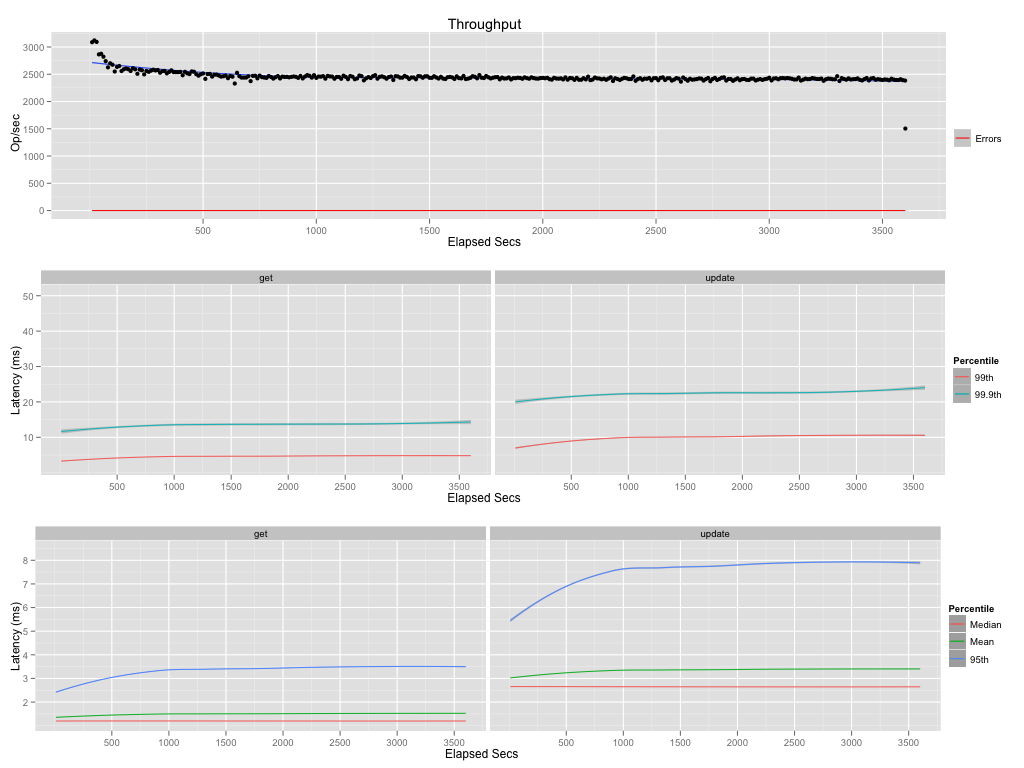 Throughput
3000
2500
2000
1500
1000
500
0
Op/sec
500 1000 1500 2000 2500 3000 3500
Elapsed Secs
Errors
get update
50
40
30
20
10
Latency (ms)
500 1000 1500 2000 2500 3000 3500 500 1000 1500 2000 2500 3000 3500
Elapsed Secs
Percentile
99th
99.9th
get update
8
7
6
5
4
3
2
Latency (ms)
500 1000 1500 2000 2500 3000 3500 500 1000 1500 2000 2500 3000 3500
Elapsed Secs
Percentile
Median
Mean
95th